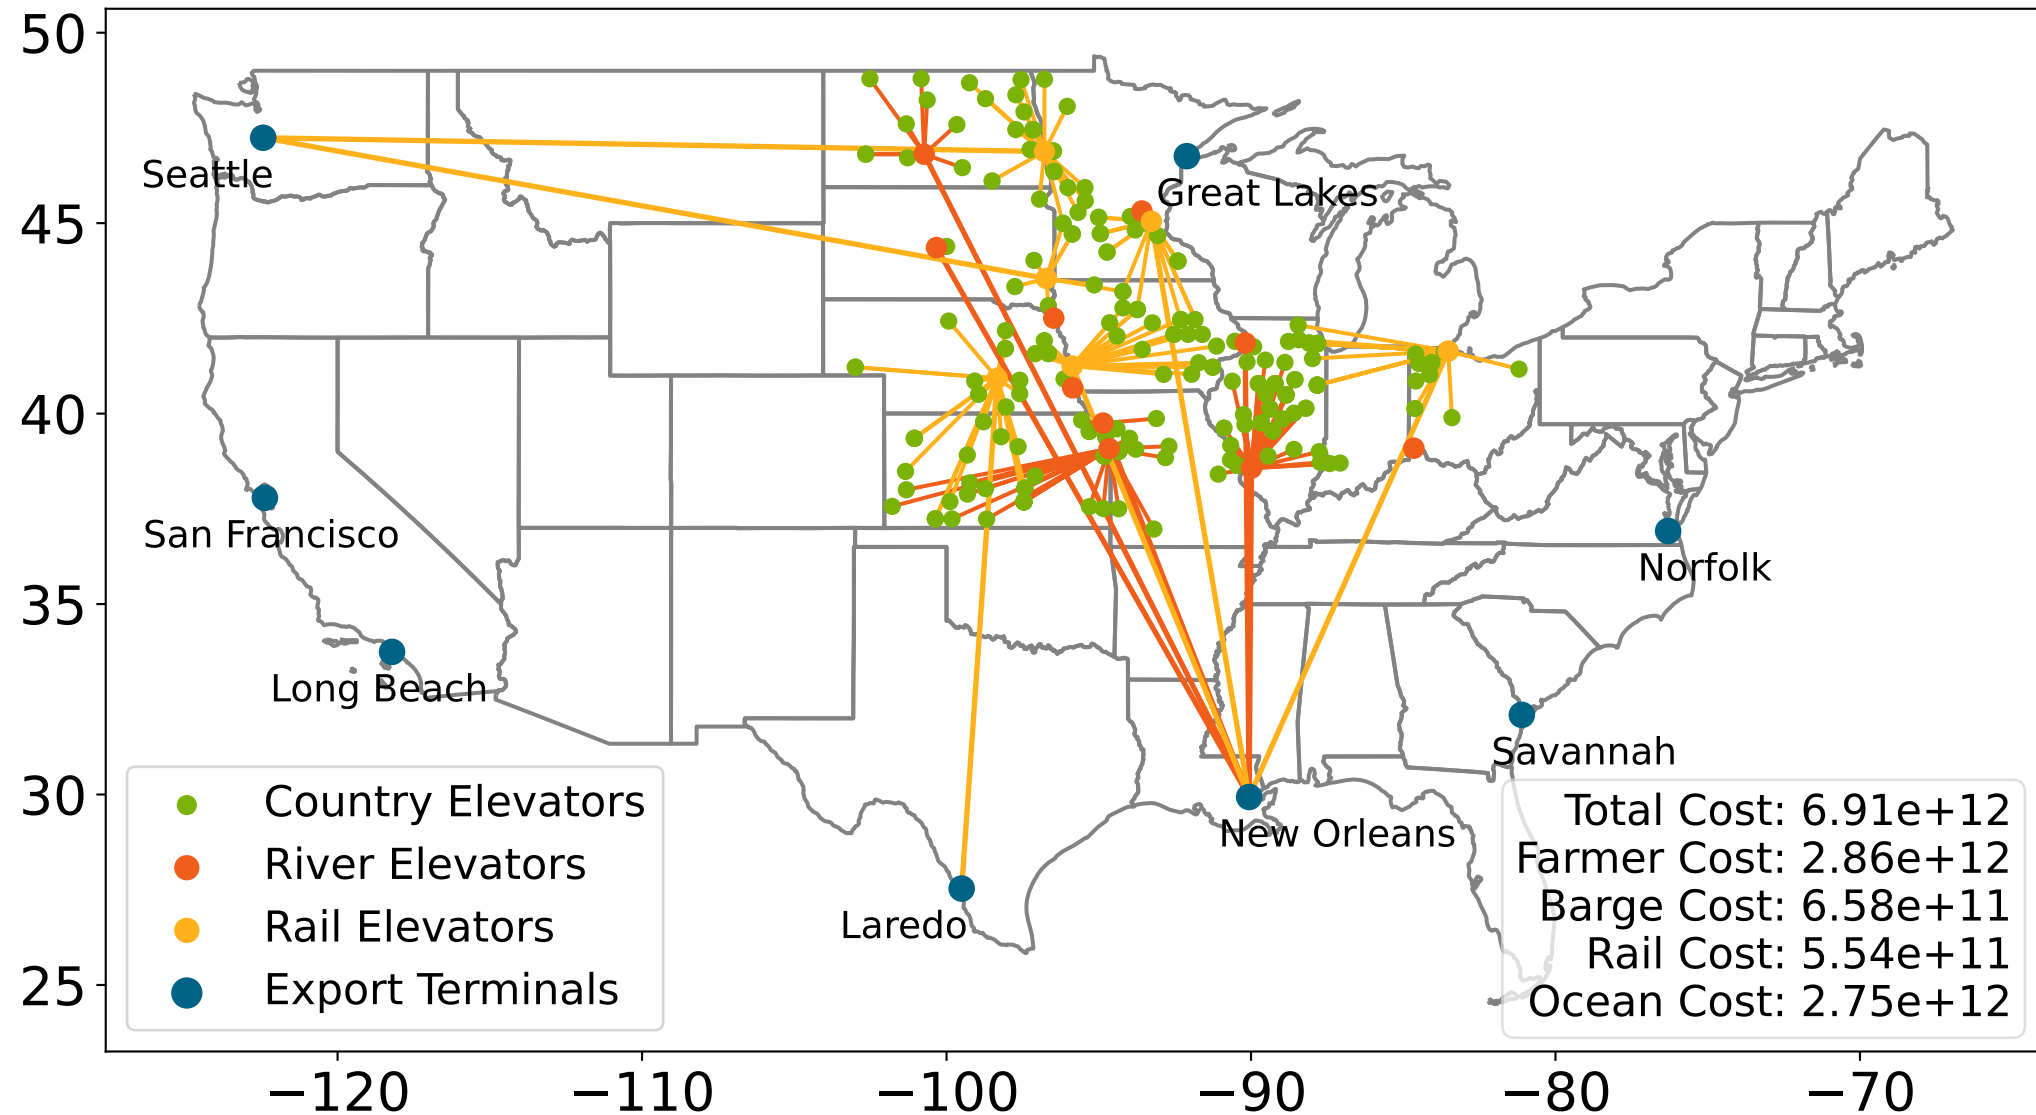 50
45
40
35
30
25
Seattle
Great Lakes
San Francisco
Norfolk
Long Beach
Savannah
New Orleans
Laredo
Country Elevators
River Elevators
Rail Elevators
Export Terminals
Total Cost: 6.91e+12
Farmer Cost: 2.86e+12
Barge Cost: 6.58e+11
Rail Cost: 5.54e+11
Ocean Cost: 2.75e+12
−120 −110 −100 −90 −80 −70